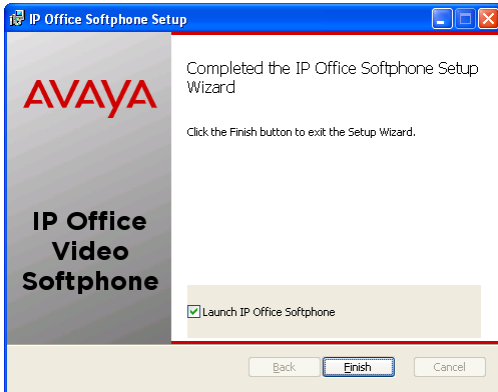 IP Office Softphone Setup
AVAYA
Completed the IP Office Softphone Setup
Wizard
Click the Finish button to exit the Setup Wizard.
IP Office
Video
Softphone
Launch IP Office Softphone
Back
Finish
Cancel